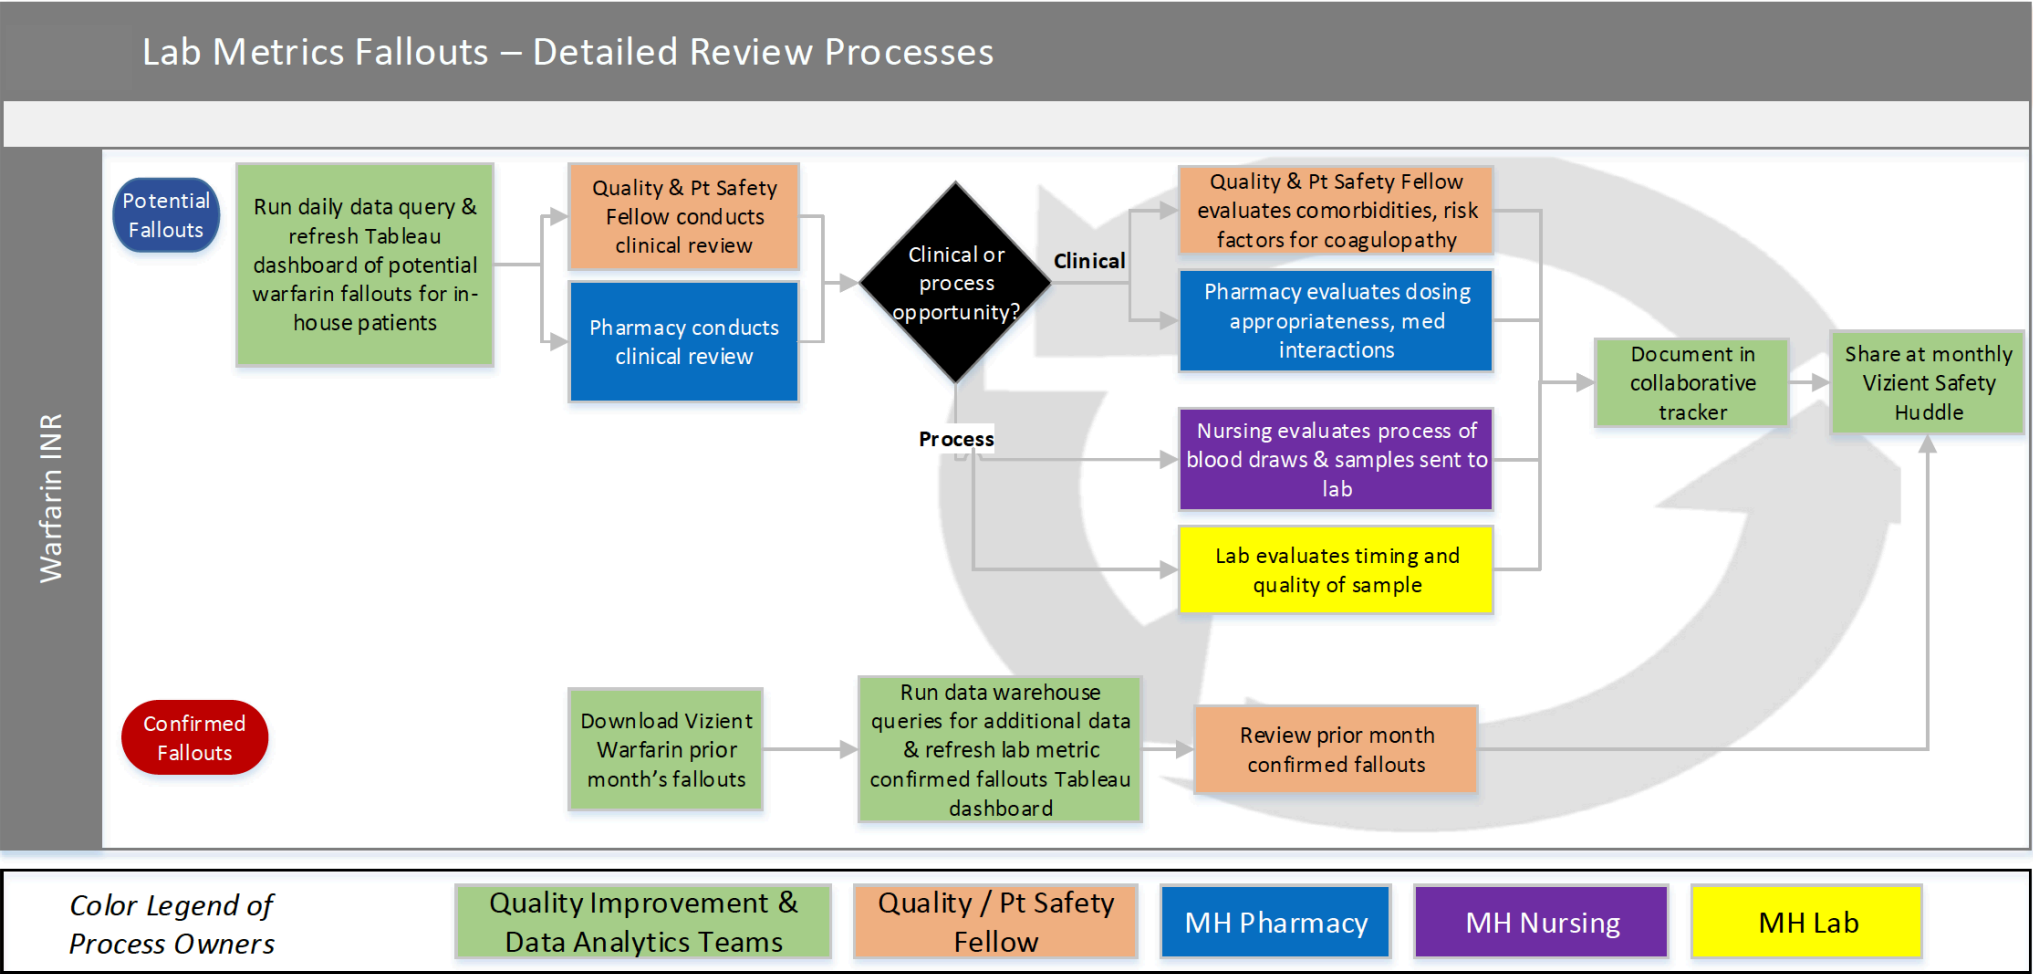 Lab Metrics Fallouts – Detailed Review Processes
Warfarin INR
Potential
Fallouts
Run daily data query &
refresh Tableau
dashboard of potential
warfarin fallouts for in-
house patients
Quality & Pt Safety
Fellow conducts
clinical review
Pharmacy conducts
clinical review
Clinical or
process
opportunity?
Clinical
Process
Quality & Pt Safety Fellow
evaluates comorbidities, risk
factors for coagulopathy
Pharmacy evaluates dosing
appropriateness, med
interactions
Nursing evaluates process of
blood draws & samples sent to
lab
Lab evaluates timing and
quality of sample
Document in
collaborative
tracker
Share at monthly
Vizient Safety
Huddle
Confirmed
Fallouts
Download Vizient
Warfarin prior
month's fallouts
Run data warehouse
queries for additional data
& refresh lab metric
confirmed fallouts Tableau
dashboard
Review prior month
confirmed fallouts
Color Legend of
Process Owners
Quality Improvement &
Data Analytics Teams
Quality / Pt Safety
Fellow
MH Pharmacy
MH Nursing
MH Lab